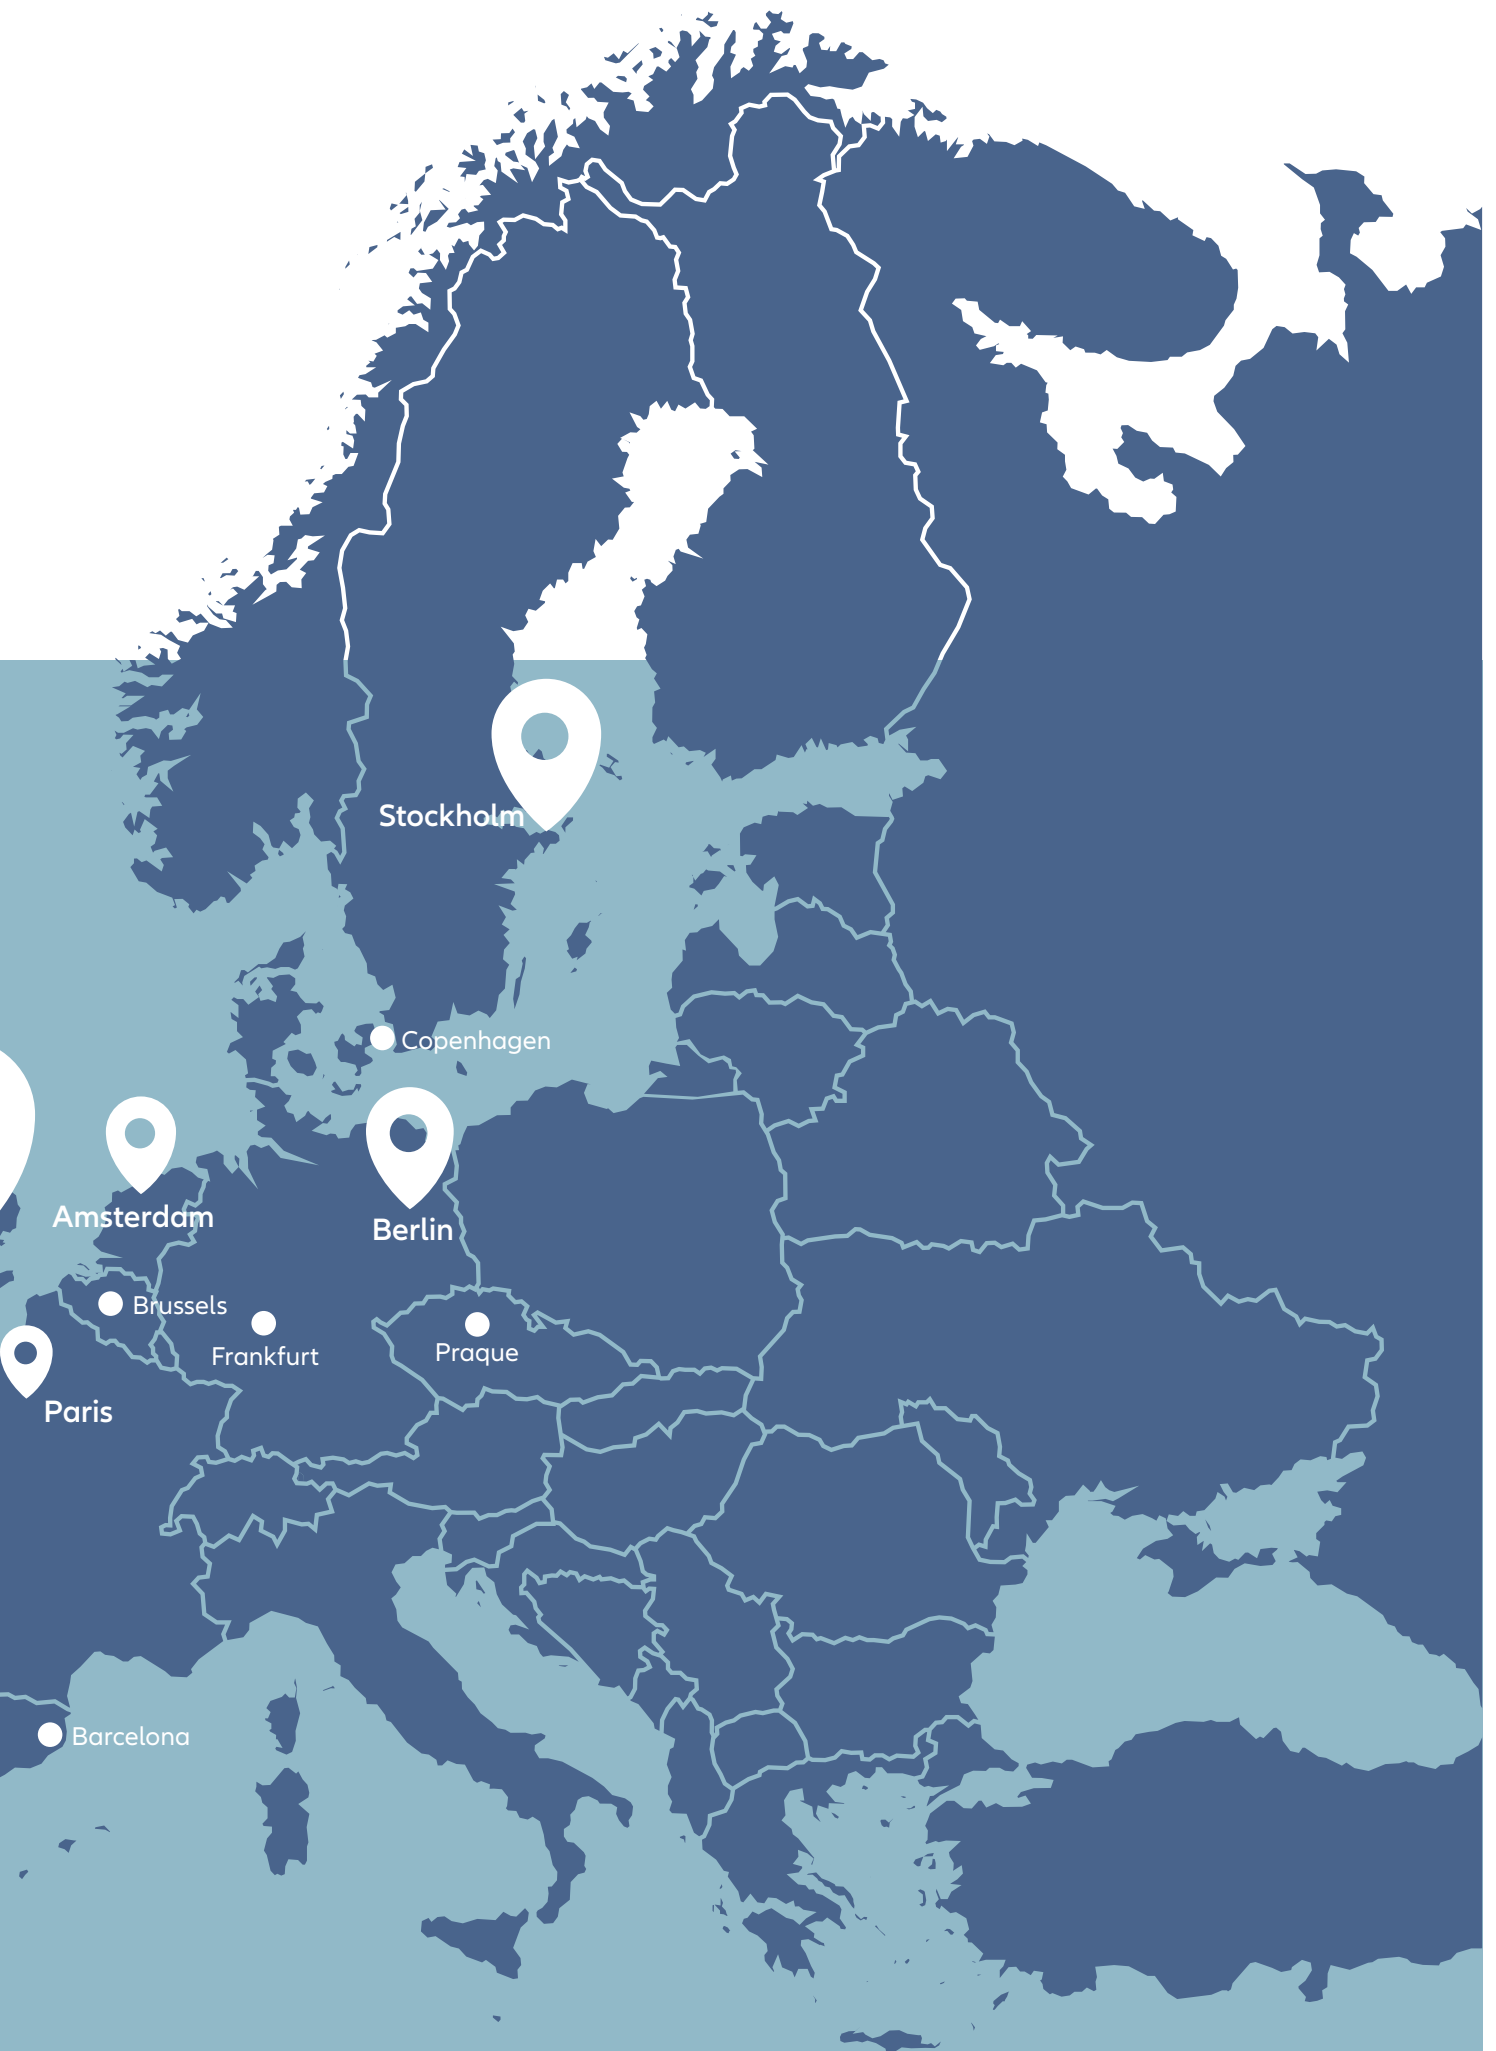 Stockholm
Copenhagen
Amsterdam
Berlin
Brussels
Frankfurt
Praque
Paris
Barcelona